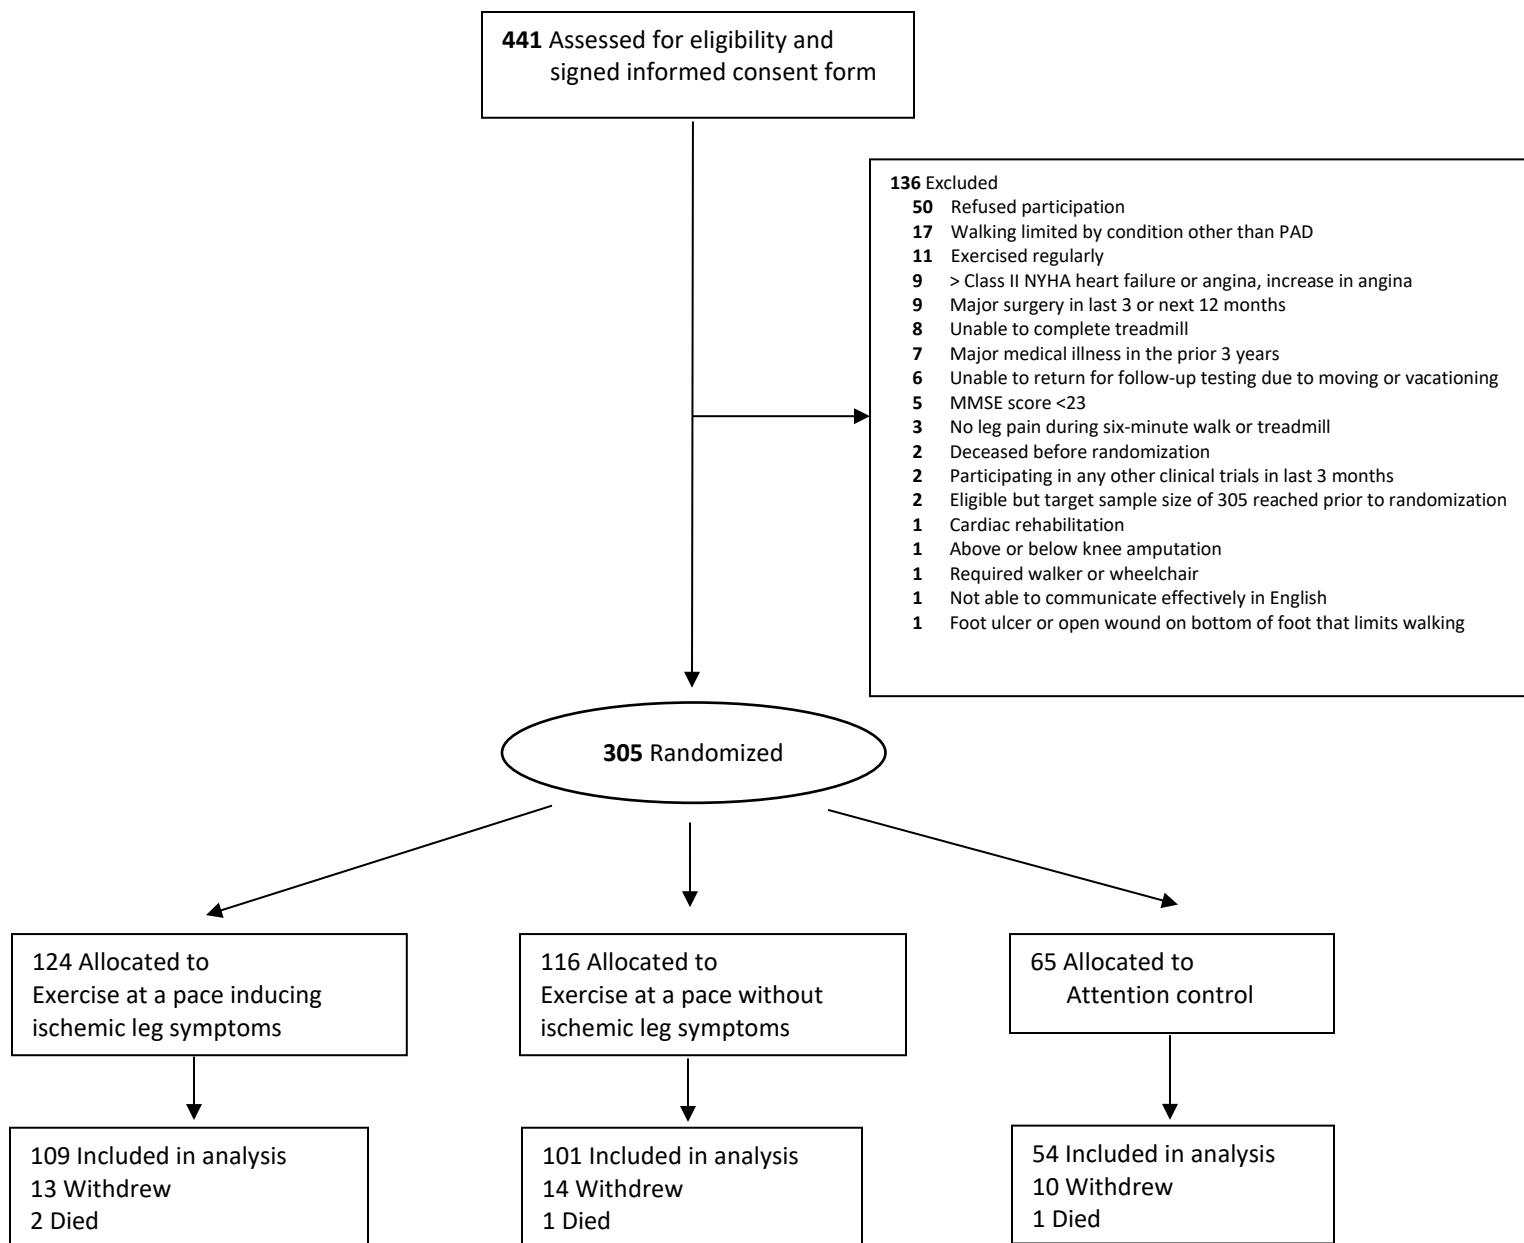 441 Assessed for eligibility and
signed informed consent form
136 Excluded
50 Refused participation
17 Walking limited by condition other than PAD
11 Exercised regularly
9 > Class II NYHA heart failure or angina, increase in angina
9 Major surgery in last 3 or next 12 months
8 Unable to complete treadmill
7 Major medical illness in the prior 3 years
6 Unable to return for follow-up testing due to moving or vacationing
5 MMSE score <23
3 No leg pain during six-minute walk or treadmill
2 Deceased before randomization
2 Participating in any other clinical trials in last 3 months
2 Eligible but target sample size of 305 reached prior to randomization
1 Cardiac rehabilitation
1 Above or below knee amputation
1 Required walker or wheelchair
1 Not able to communicate effectively in English
1 Foot ulcer or open wound on bottom of foot that limits walking
305 Randomized
124 Allocated to
Exercise at a pace inducing
ischemic leg symptoms
116 Allocated to
Exercise at a pace without
ischemic leg symptoms
65 Allocated to
Attention control
109 Included in analysis
13 Withdrew
2 Died
101 Included in analysis
14 Withdrew
1 Died
54 Included in analysis
10 Withdrew
1 Died